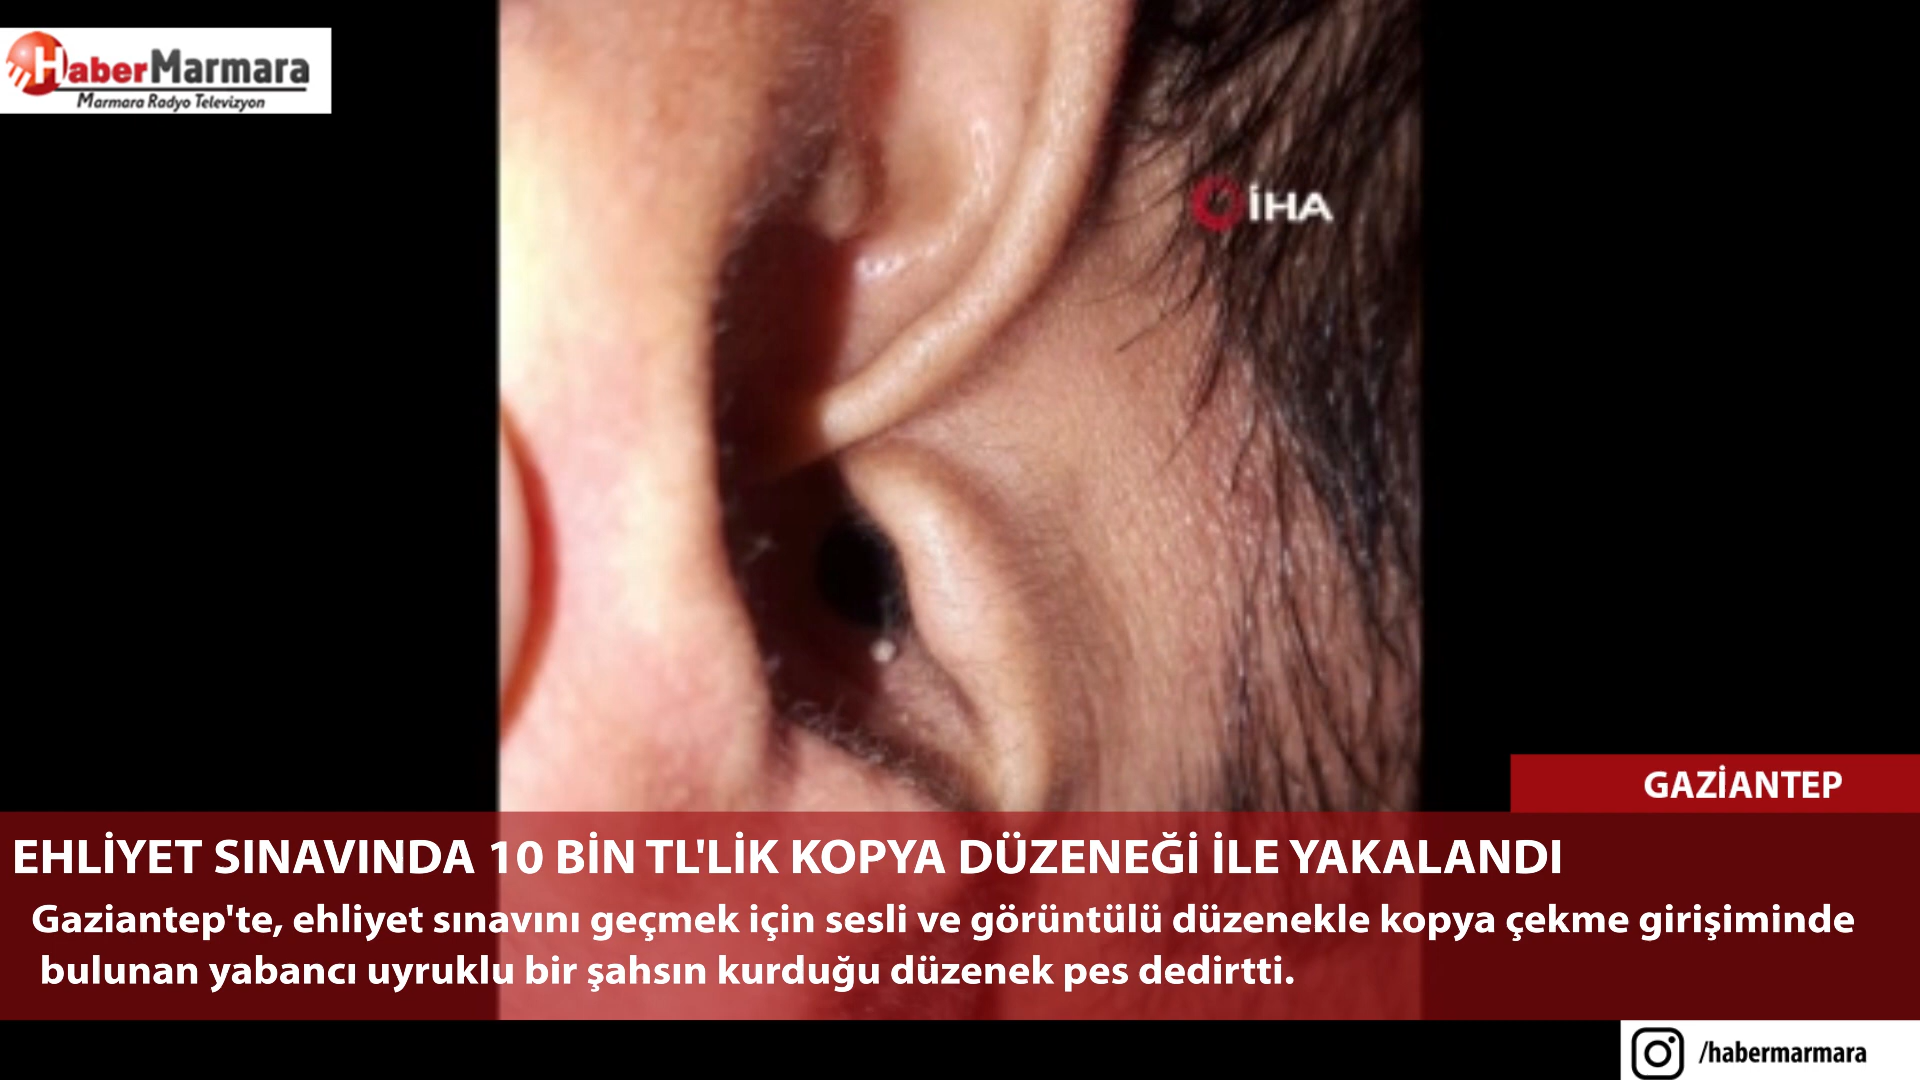 HaberMarmara
Marmara Radyo Televizyon
İHA
GAZİANTEP
EHLİYET SINAVINDA 10 BİN TL'LİK KOPYA DÜZENEĞİ İLE YAKALANDI
Gaziantep'te, ehliyet sınavını geçmek için sesli ve görüntülü düzenekle kopya çekme girişiminde
bulunan yabancı uyruklu bir şahsın kurduğu düzenek pes dedirtti.
/habermarmara